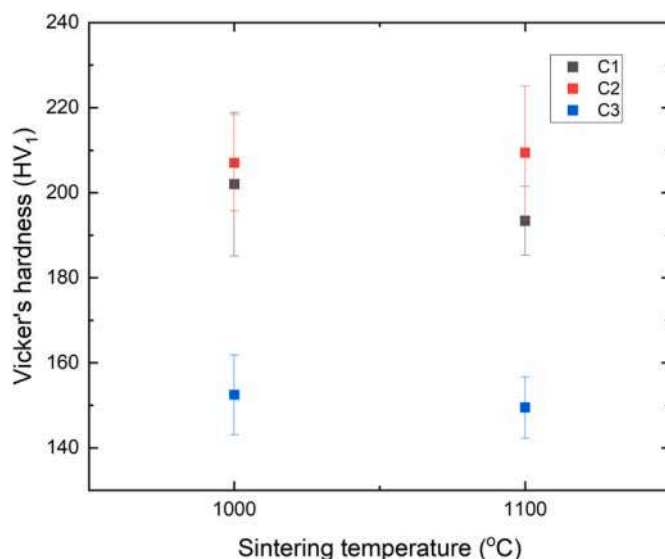 240
220
200
180
160
140
Vicker's hardness (HV₁)
C1
C2
C3
1000
1100
Sintering temperature (°C)